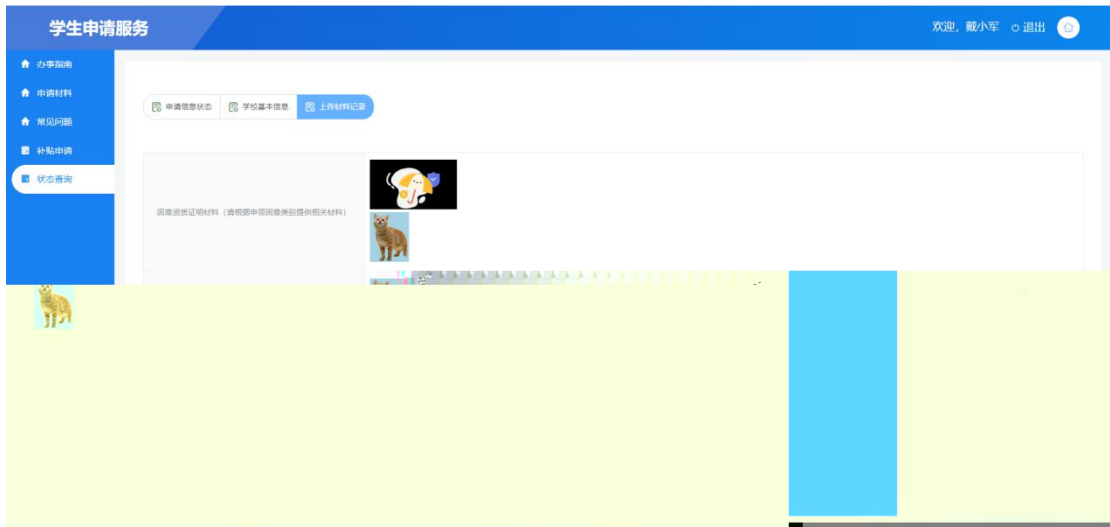 学生申请服务
欢迎，戴小军 退出
办事指南
申请材料
常见问题
补贴申请
状态查询
申请信息状态 学校基本信息 上传材料记录
困难资质证明材料（请根据申领困难类别提供相关材料）